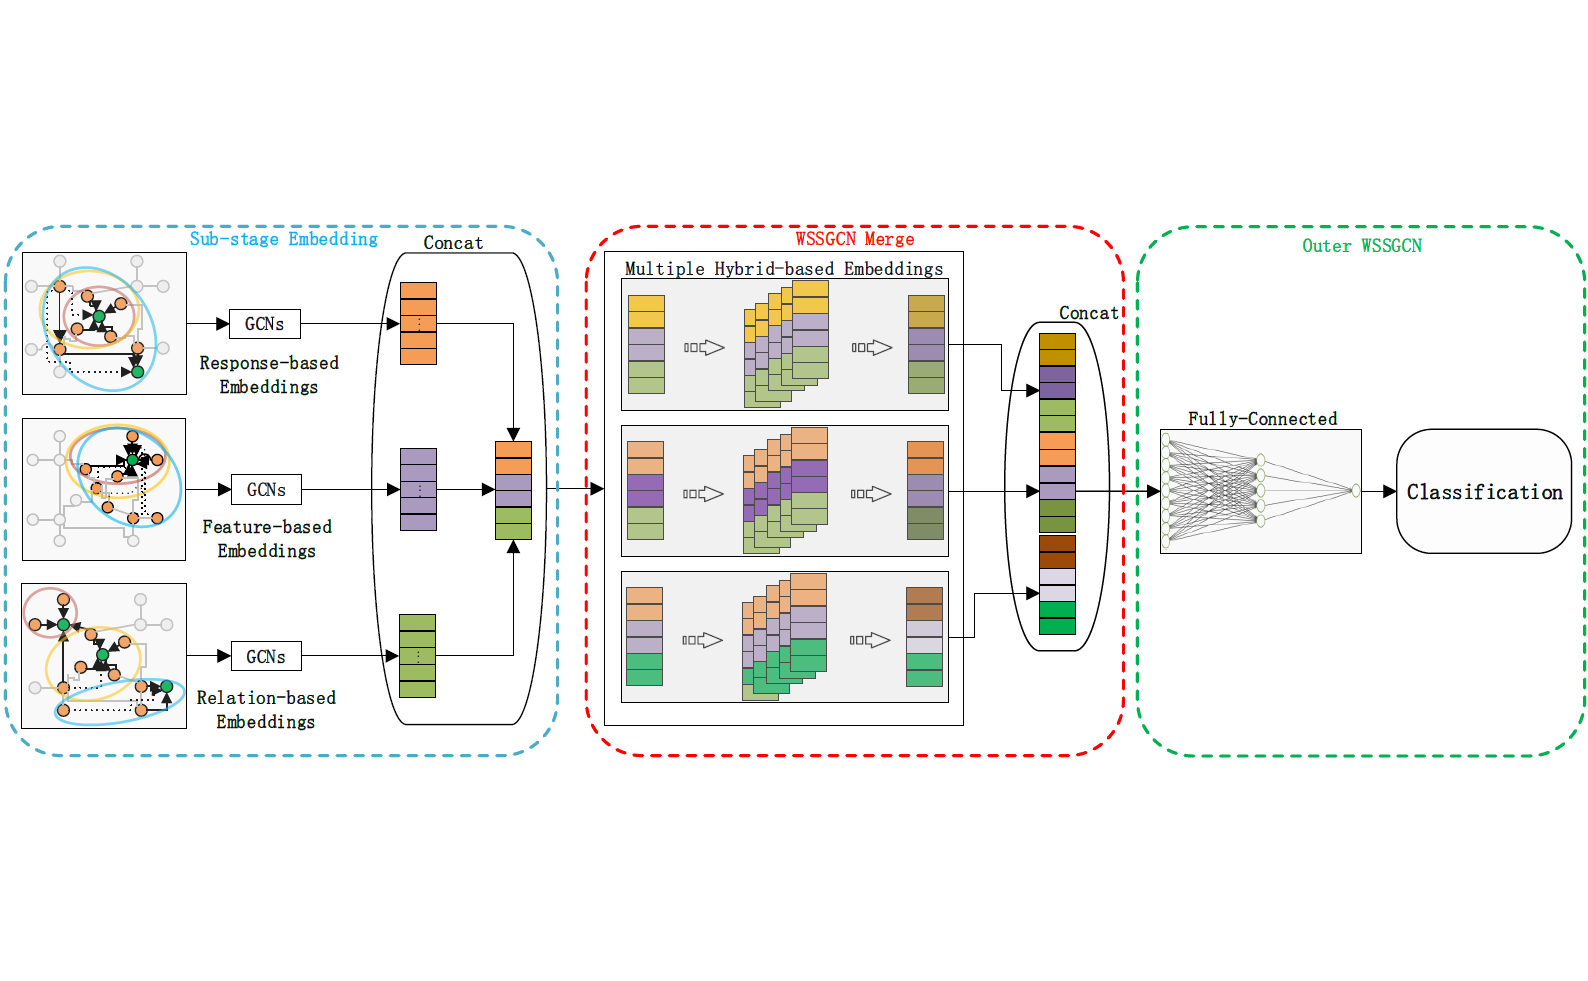 Sub-stage Embedding
Concat
GCNs
Response-based
Embeddings
GCNs
Feature-based
Embeddings
GCNs
Relation-based
Embeddings
WSSGCN Merge
Multiple Hybrid-based Embeddings
Concat
Outer WSSGCN
Fully-Connected
Classification